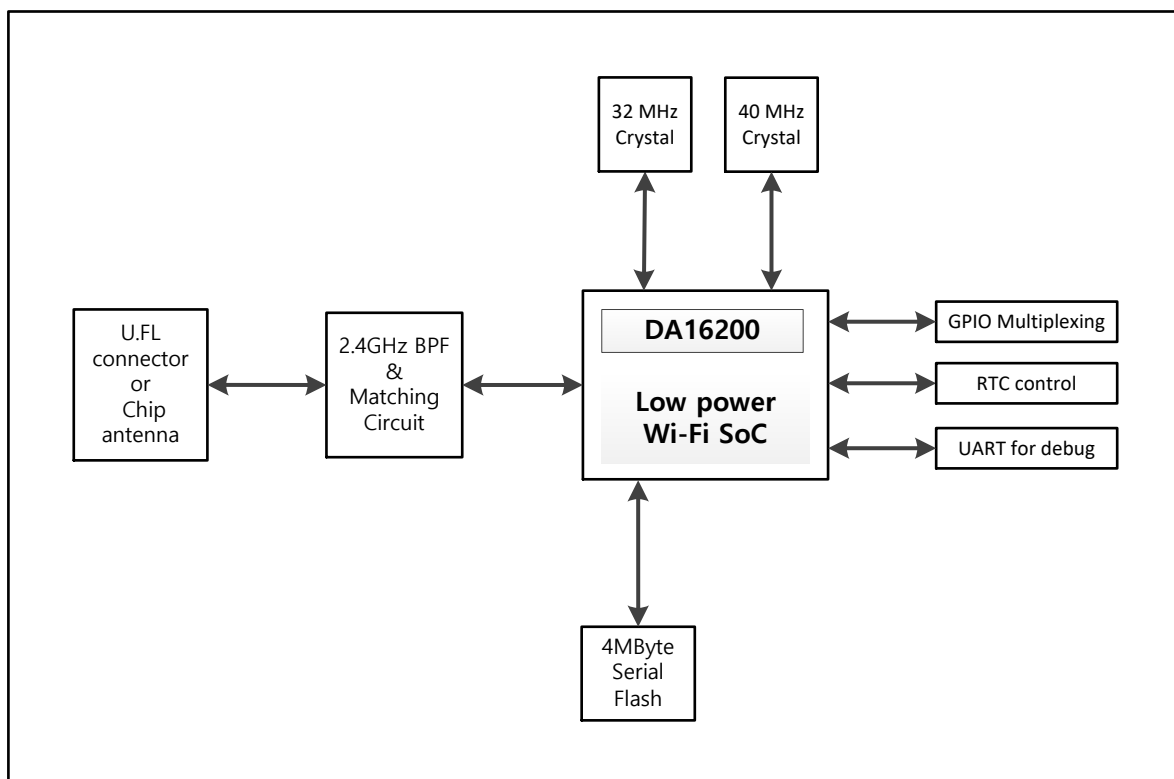 32 MHz
Crystal
40 MHz
Crystal
U.FL
connector
or
Chip
antenna
2.4GHz BPF
&
Matching
Circuit
DA16200
Low power
Wi-Fi SoC
GPIO Multiplexing
RTC control
UART for debug
4MByte
Serial
Flash